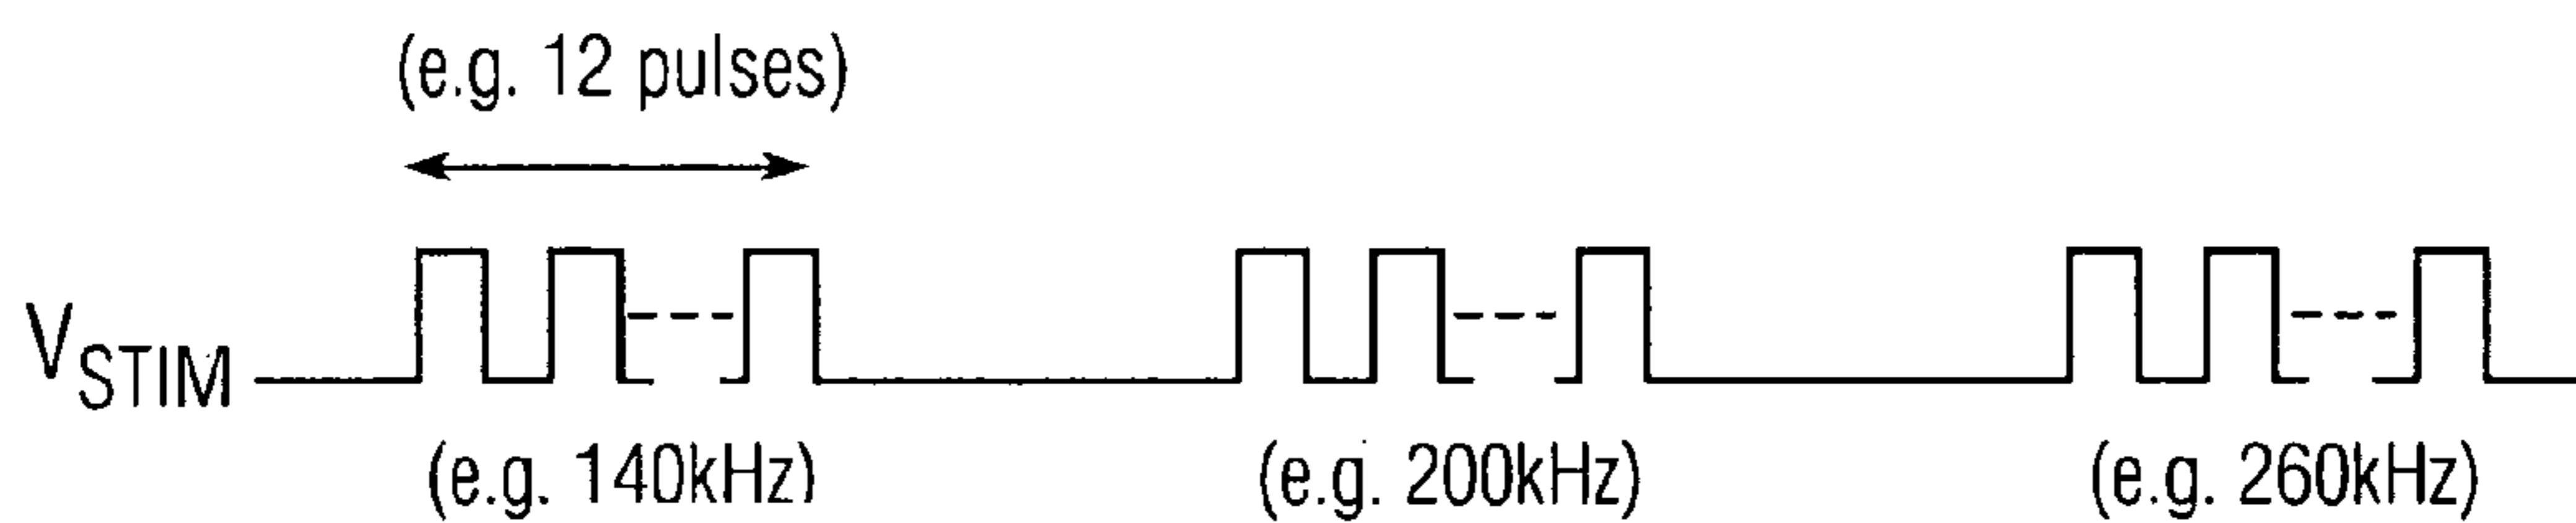 (e.g. 12 pulses)
VSTIM
(e.g. 140kHz)
(e.g. 200kHz)
(e.g. 260kHz)